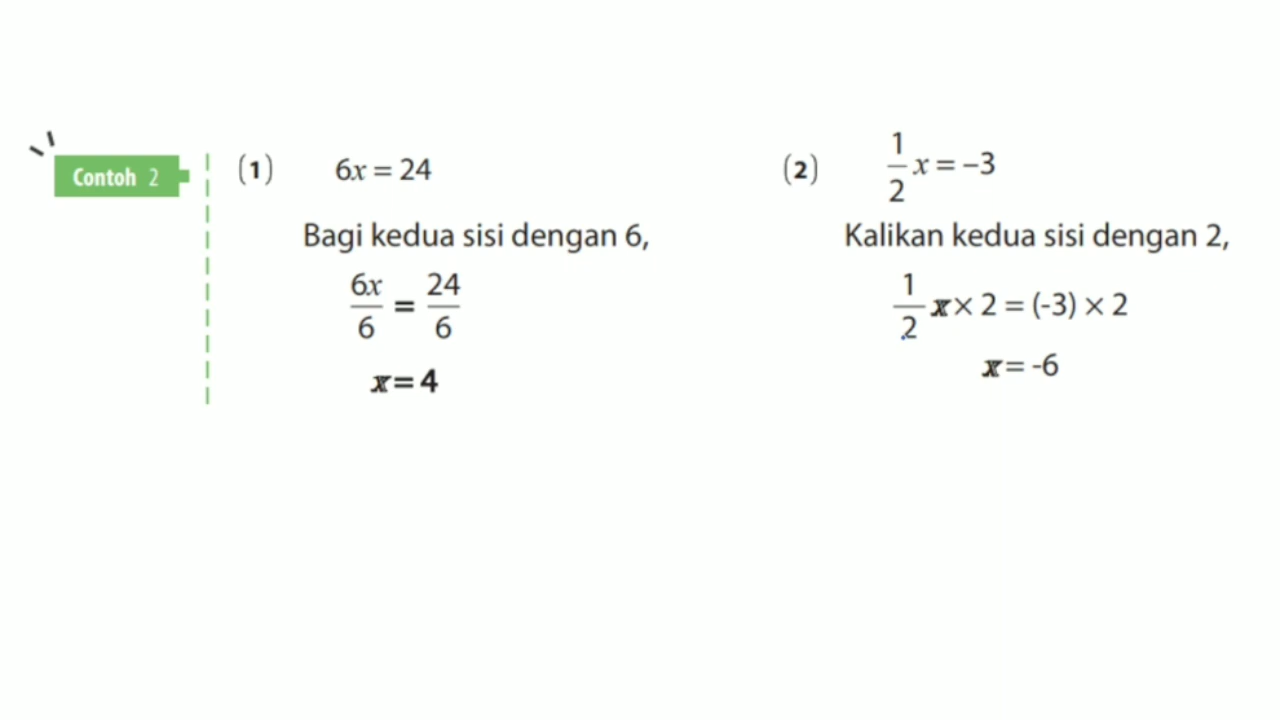 Contoh 2
(1) 6x = 24
Bagi kedua sisi dengan 6,
6x/6 = 24/6
x = 4
(2) 1/2 x = –3
Kalikan kedua sisi dengan 2,
1/2 x × 2 = (-3) × 2
x = -6